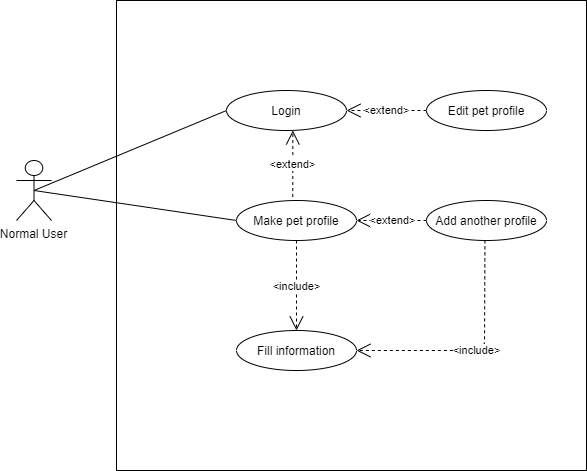 Login
<extend>
Edit pet profile
<extend>
Normal User
Make pet profile
<extend>
Add another profile
<include>
Fill information
<include>